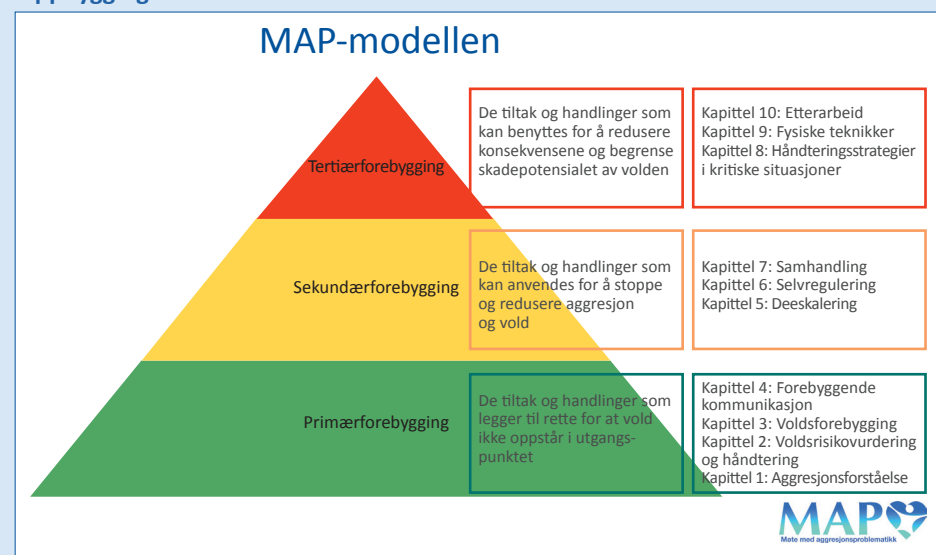 MAP-modellen
Tertiærforebygging
De tiltak og handlinger som
kan benyttes for å redusere
konsekvensene og begrense
skadepotensialet av volden
Kapittel 10: Etterarbeid
Kapittel 9: Fysiske teknikker
Kapittel 8: Håndteringsstrategier
i kritiske situasjoner
Sekundærforebygging
De tiltak og handlinger som
kan anvendes for å stoppe
og redusere aggresjon
og vold
Kapittel 7: Samhandling
Kapittel 6: Selvregulering
Kapittel 5: Deeskalering
Primærforebygging
De tiltak og handlinger som
legger til rette for at vold
ikke oppstår i utgangs-
punktet
Kapittel 4: Forebyggende
kommunikasjon
Kapittel 3: Voldsforebygging
Kapittel 2: Voldsrisikovurdering
og håndtering
Kapittel 1: Aggresjonsforståelse
MAP
Møte med aggresjonsproblematikk